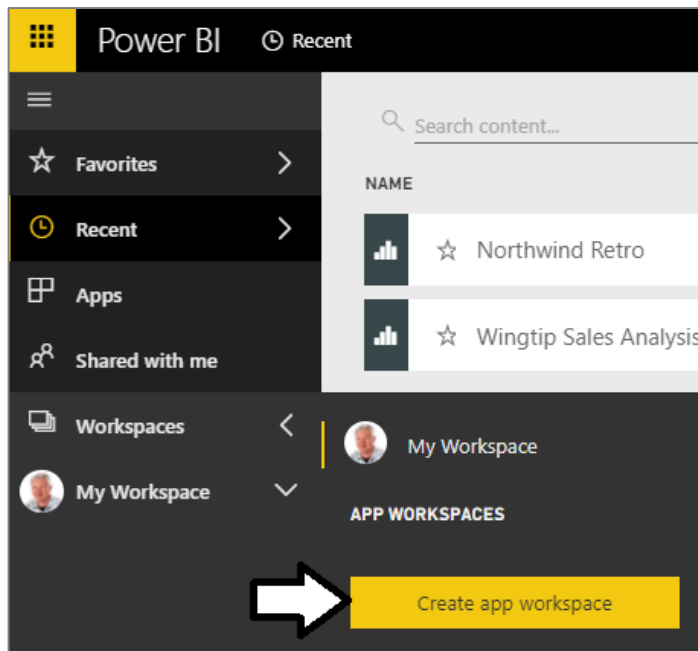 Power BI
Recent
Search content...
Favorites
NAME
Recent
Northwind Retro
Apps
Wingtip Sales Analysis
Shared with me
Workspaces
My Workspace
My Workspace
APP WORKSPACES
Create app workspace